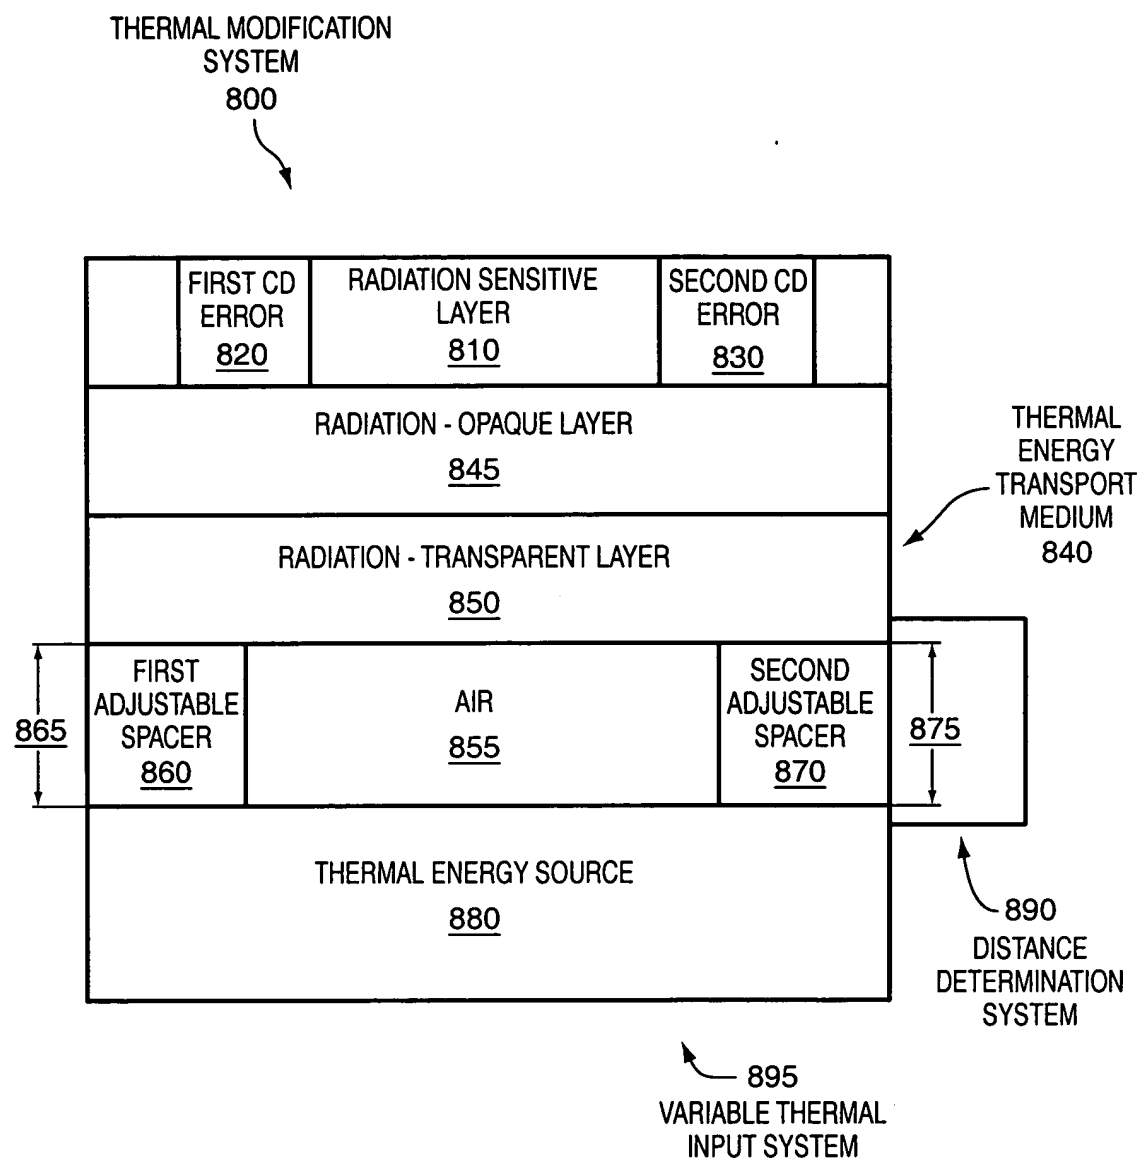 THERMAL MODIFICATION
SYSTEM
800
FIRST CD
ERROR
820
RADIATION SENSITIVE
LAYER
810
SECOND CD
ERROR
830
RADIATION - OPAQUE LAYER
845
THERMAL
ENERGY
TRANSPORT
MEDIUM
840
RADIATION - TRANSPARENT LAYER
850
865
FIRST
ADJUSTABLE
SPACER
860
AIR
855
SECOND
ADJUSTABLE
SPACER
870
875
THERMAL ENERGY SOURCE
880
890
DISTANCE
DETERMINATION
SYSTEM
895
VARIABLE THERMAL
INPUT SYSTEM